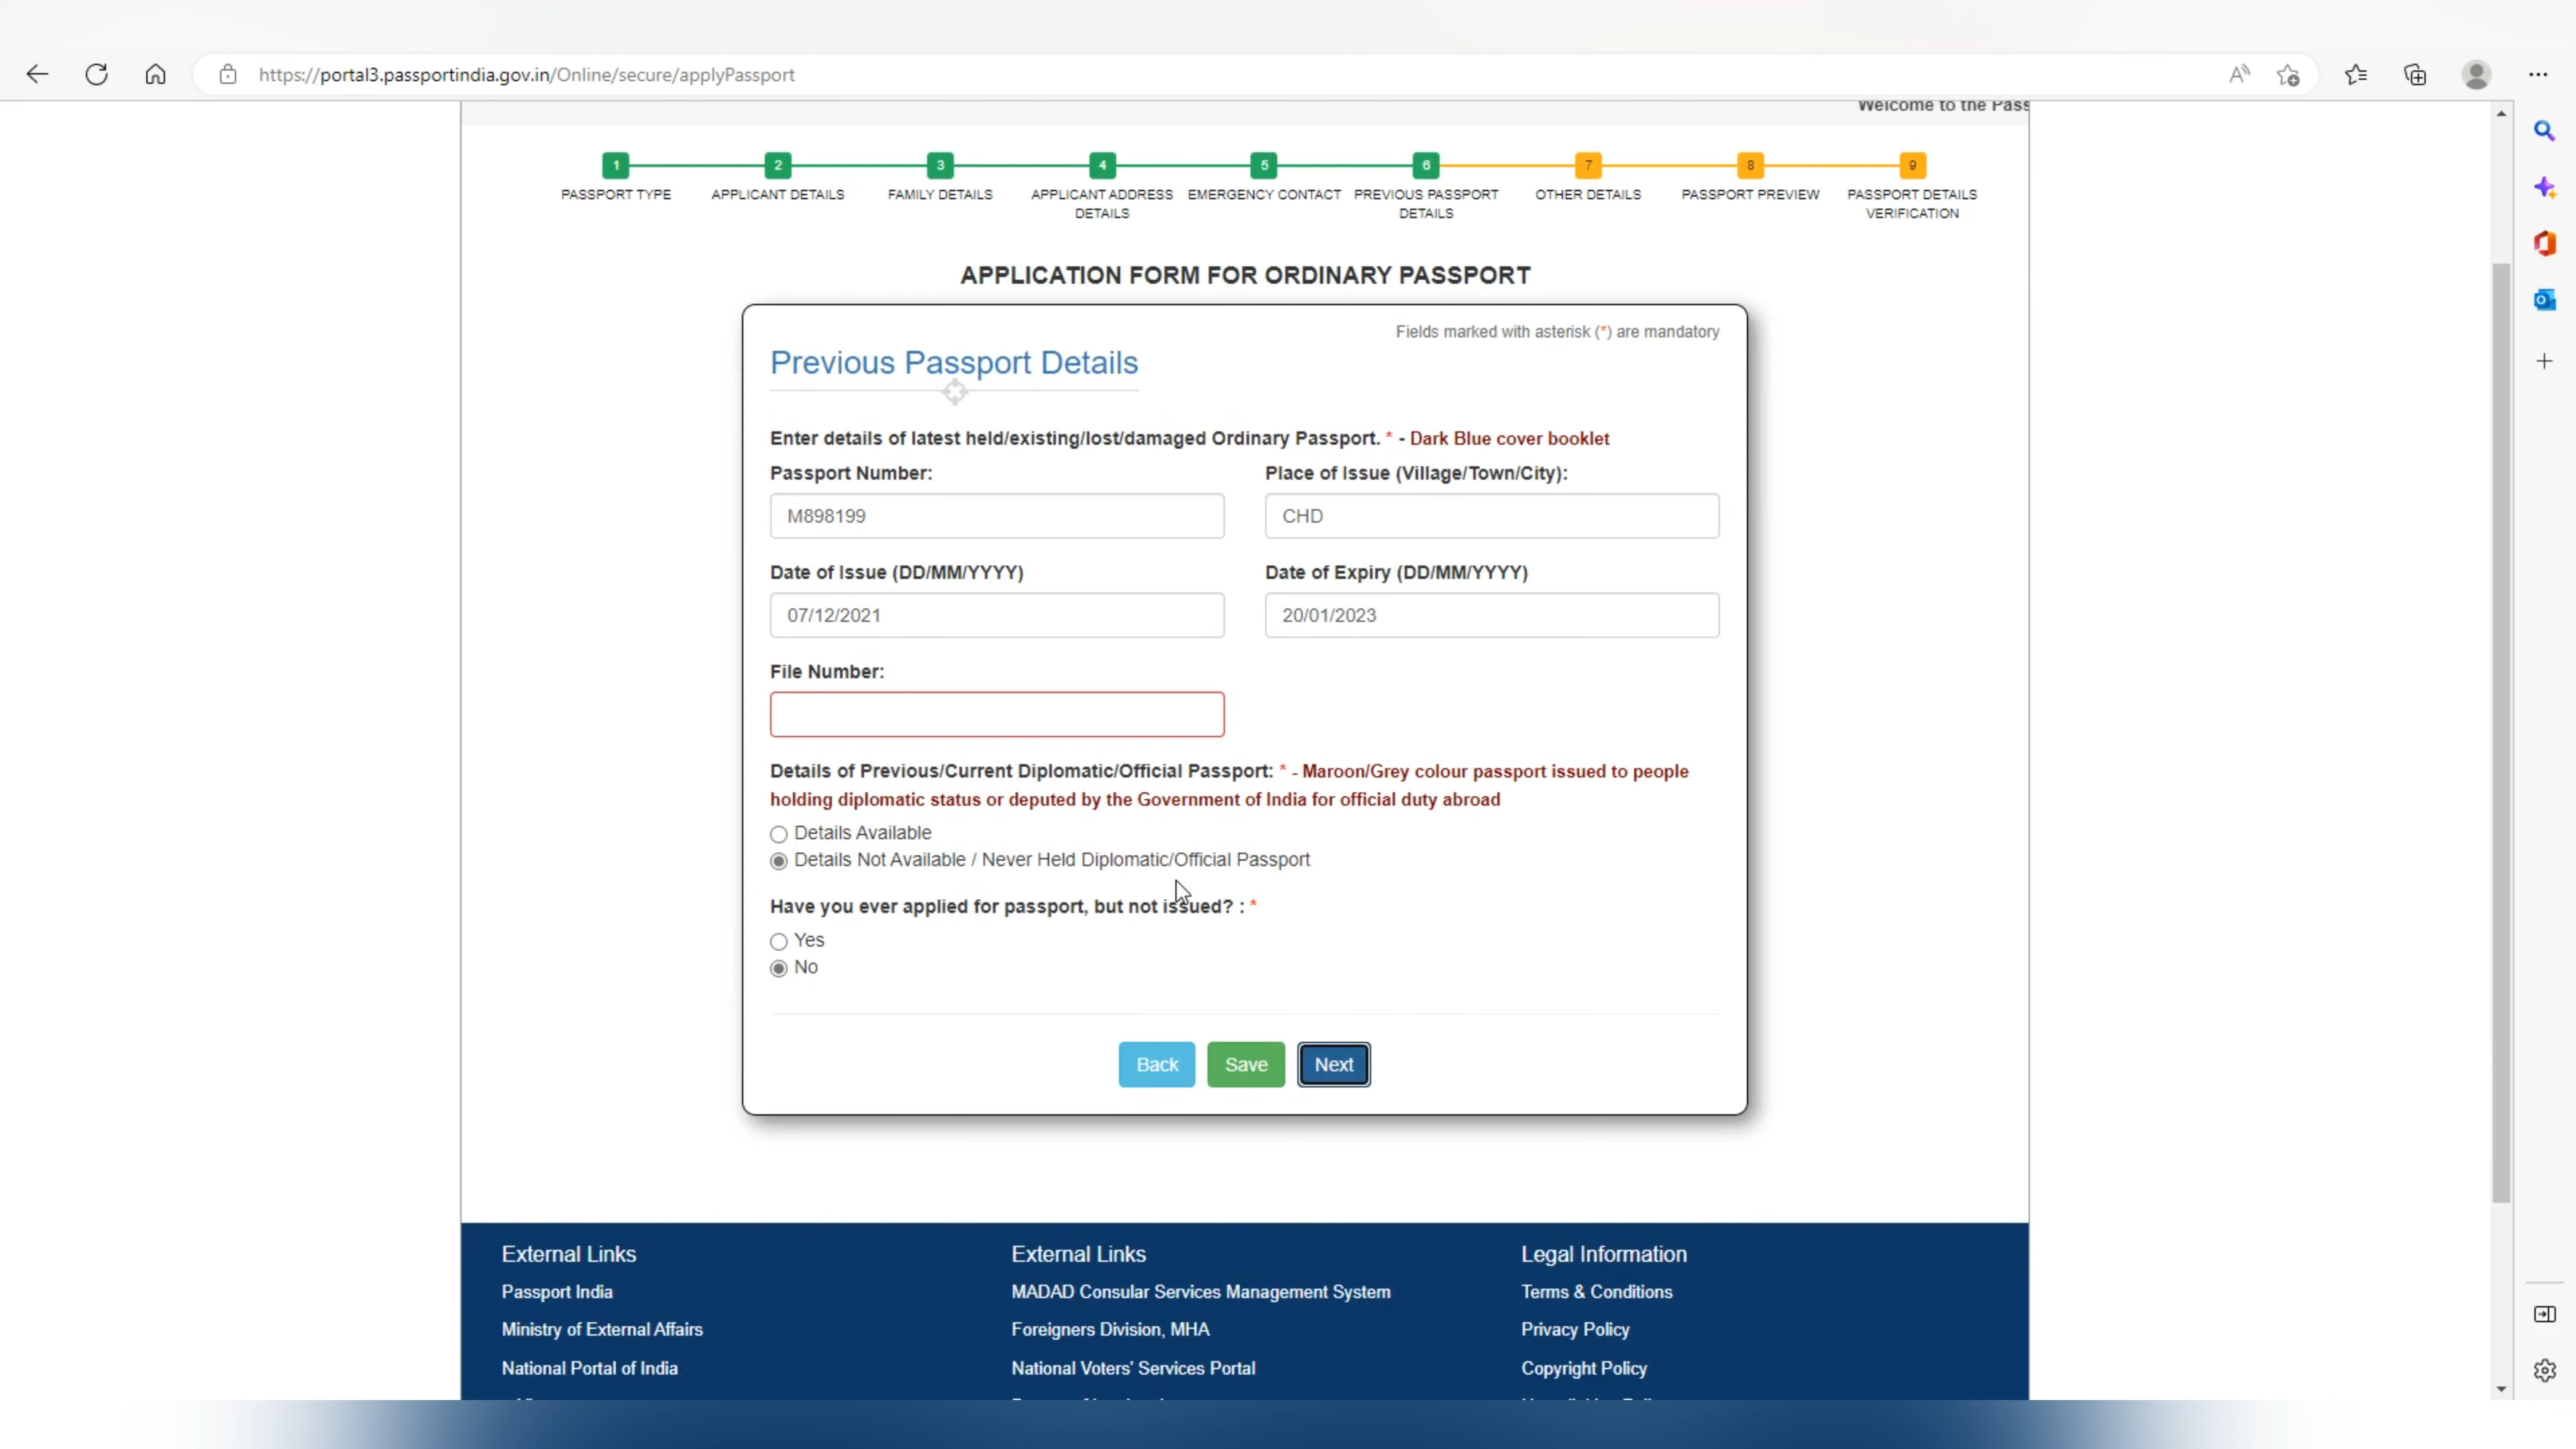 https://portal3.passportindia.gov.in/Online/secure/applyPassport
Welcome to the Pass
1 2 3 4 5 6 7 8 9
PASSPORT TYPE
APPLICANT DETAILS
FAMILY DETAILS
APPLICANT ADDRESS
DETAILS
EMERGENCY CONTACT
PREVIOUS PASSPORT
DETAILS
OTHER DETAILS
PASSPORT PREVIEW
PASSPORT DETAILS
VERIFICATION
APPLICATION FORM FOR ORDINARY PASSPORT
Fields marked with asterisk (*) are mandatory
Previous Passport Details
Enter details of latest held/existing/lost/damaged Ordinary Passport. * - Dark Blue cover booklet
Passport Number:
Place of Issue (Village/Town/City):
M898199
CHD
Date of Issue (DD/MM/YYYY)
Date of Expiry (DD/MM/YYYY)
07/12/2021
20/01/2023
File Number:
Details of Previous/Current Diplomatic/Official Passport: * - Maroon/Grey colour passport issued to people
holding diplomatic status or deputed by the Government of India for official duty abroad
Details Available
Details Not Available / Never Held Diplomatic/Official Passport
Have you ever applied for passport, but not issued? : *
Yes
No
Back
Save
Next
External Links
Passport India
Ministry of External Affairs
National Portal of India
External Links
MADAD Consular Services Management System
Foreigners Division, MHA
National Voters' Services Portal
Legal Information
Terms & Conditions
Privacy Policy
Copyright Policy